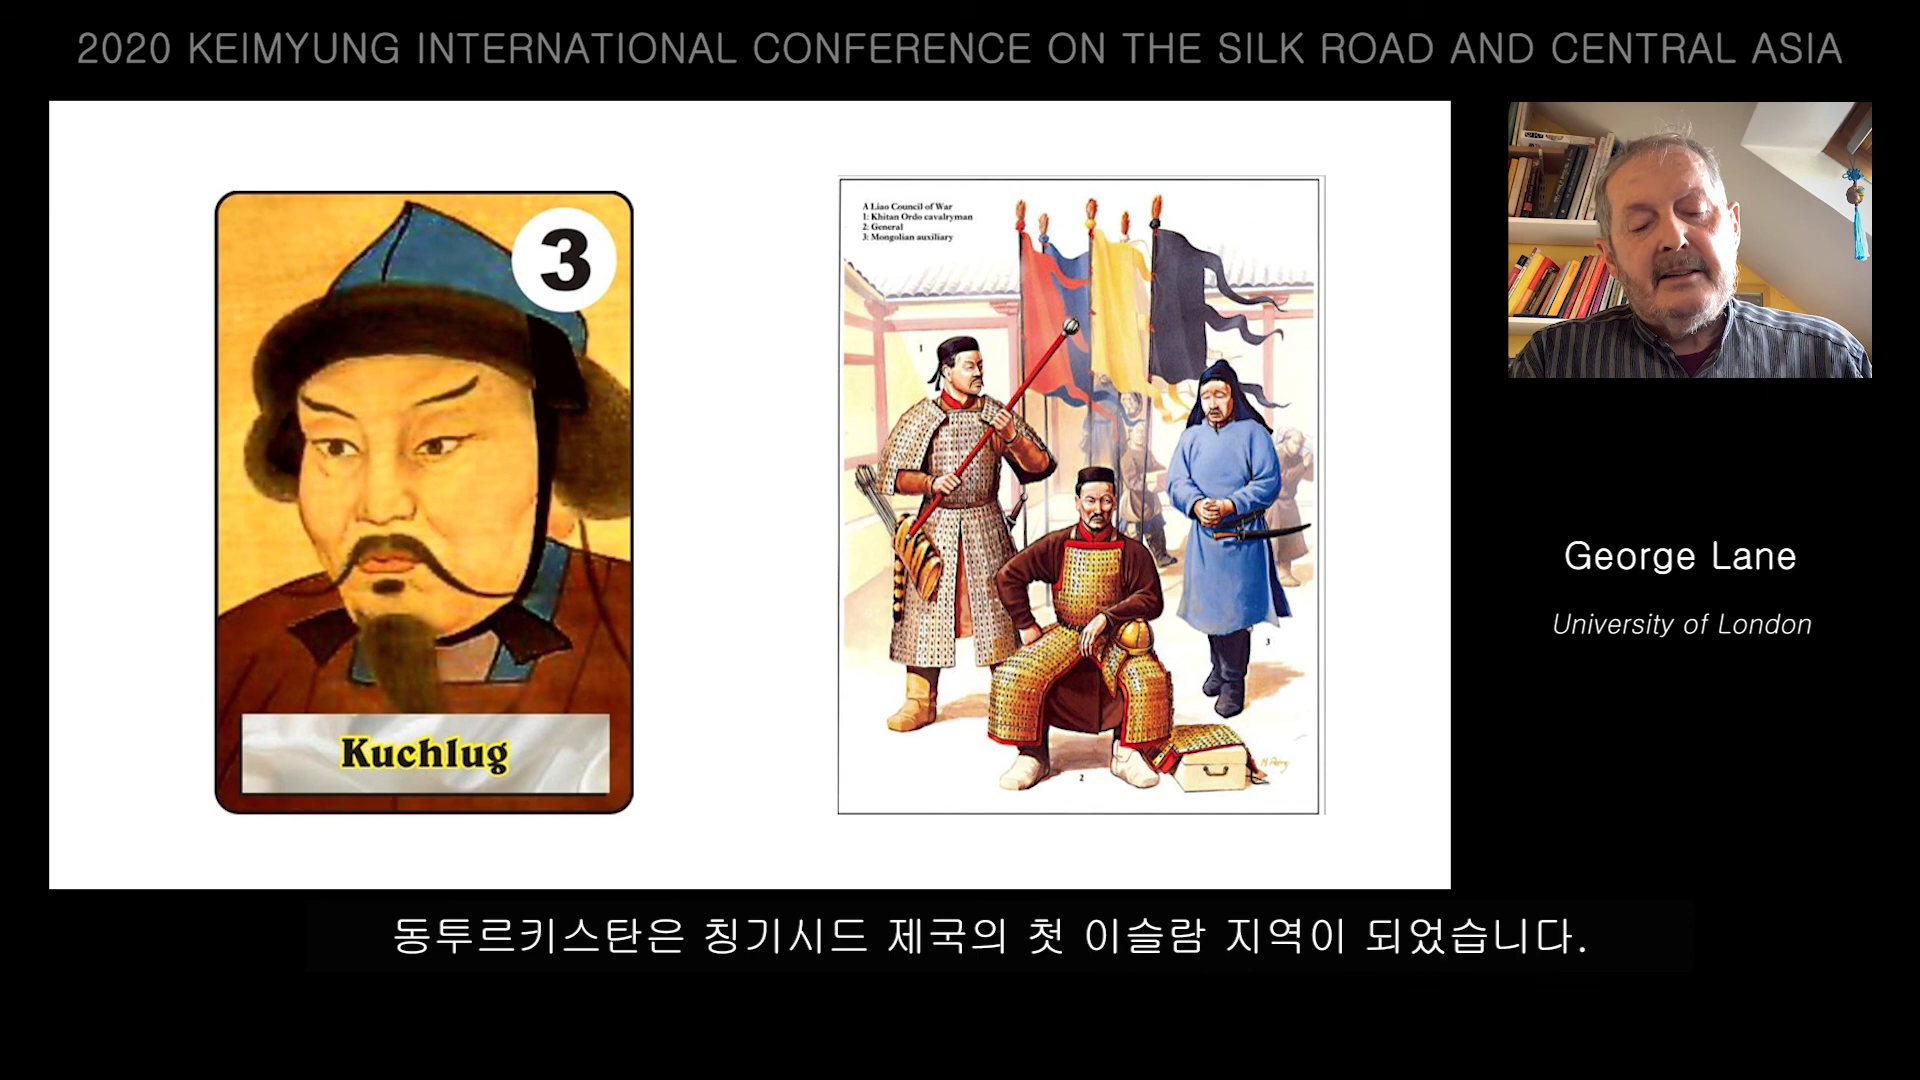 2020 KEIMYUNG INTERNATIONAL CONFERENCE ON THE SILK ROAD AND CENTRAL ASIA
3
Kuchlug
A Liao Council of War
1: Khitan Ordo cavalryman
2: General
3: Mongolian auxiliary
1
3
2
George Lane
University of London
동투르키스탄은 칭기시드 제국의 첫 이슬람 지역이 되었습니다.